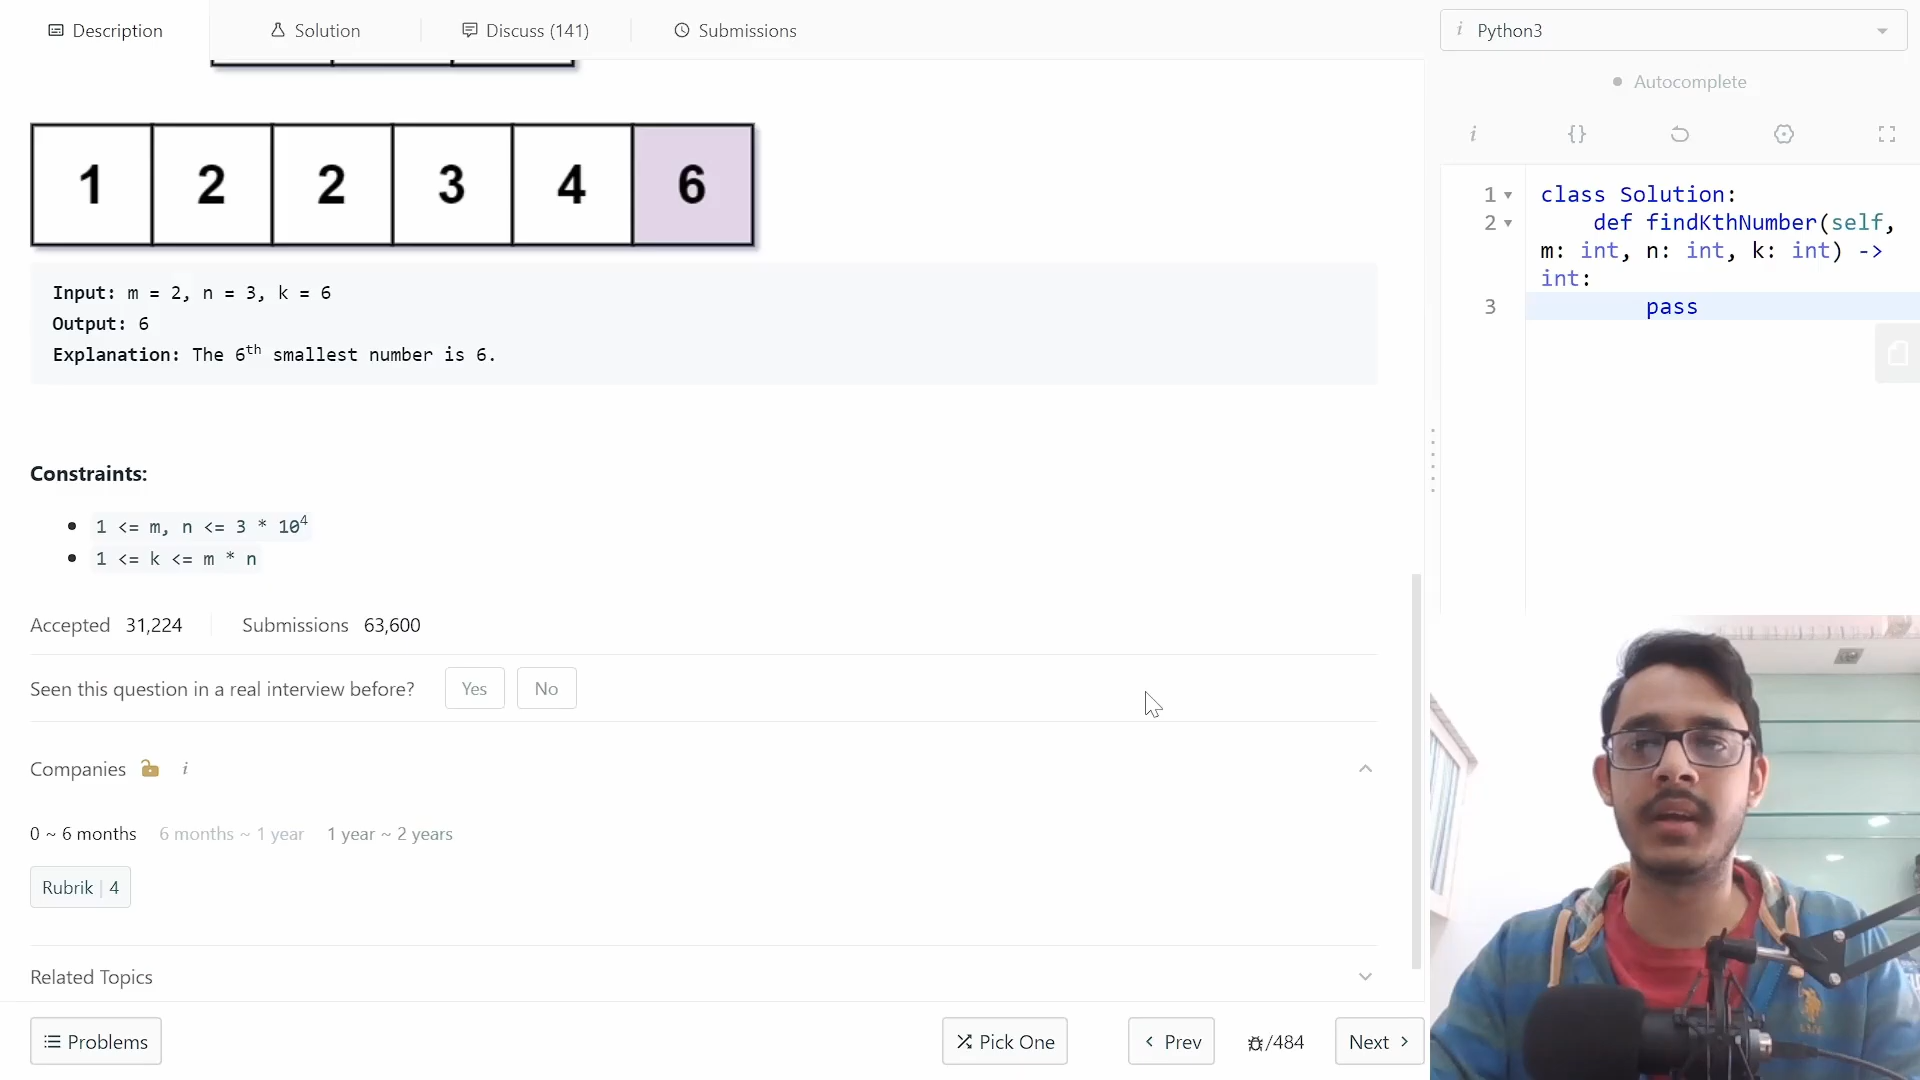 Description
Solution
Discuss (141)
Submissions
1 2 2 3 4 6
Input: m = 2, n = 3, k = 6
Output: 6
Explanation: The 6th smallest number is 6.
Constraints:
1 <= m, n <= 3 * 10^4
1 <= k <= m * n
Accepted 31,224 Submissions 63,600
Seen this question in a real interview before? Yes No
Companies i
0 ~ 6 months 6 months ~ 1 year 1 year ~ 2 years
Rubrik | 4
Related Topics
Problems
Pick One
Prev
/484
Next
i Python3
Autocomplete
i {}
1 class Solution:
2 def findKthNumber(self,
m: int, n: int, k: int) ->
int:
3 pass